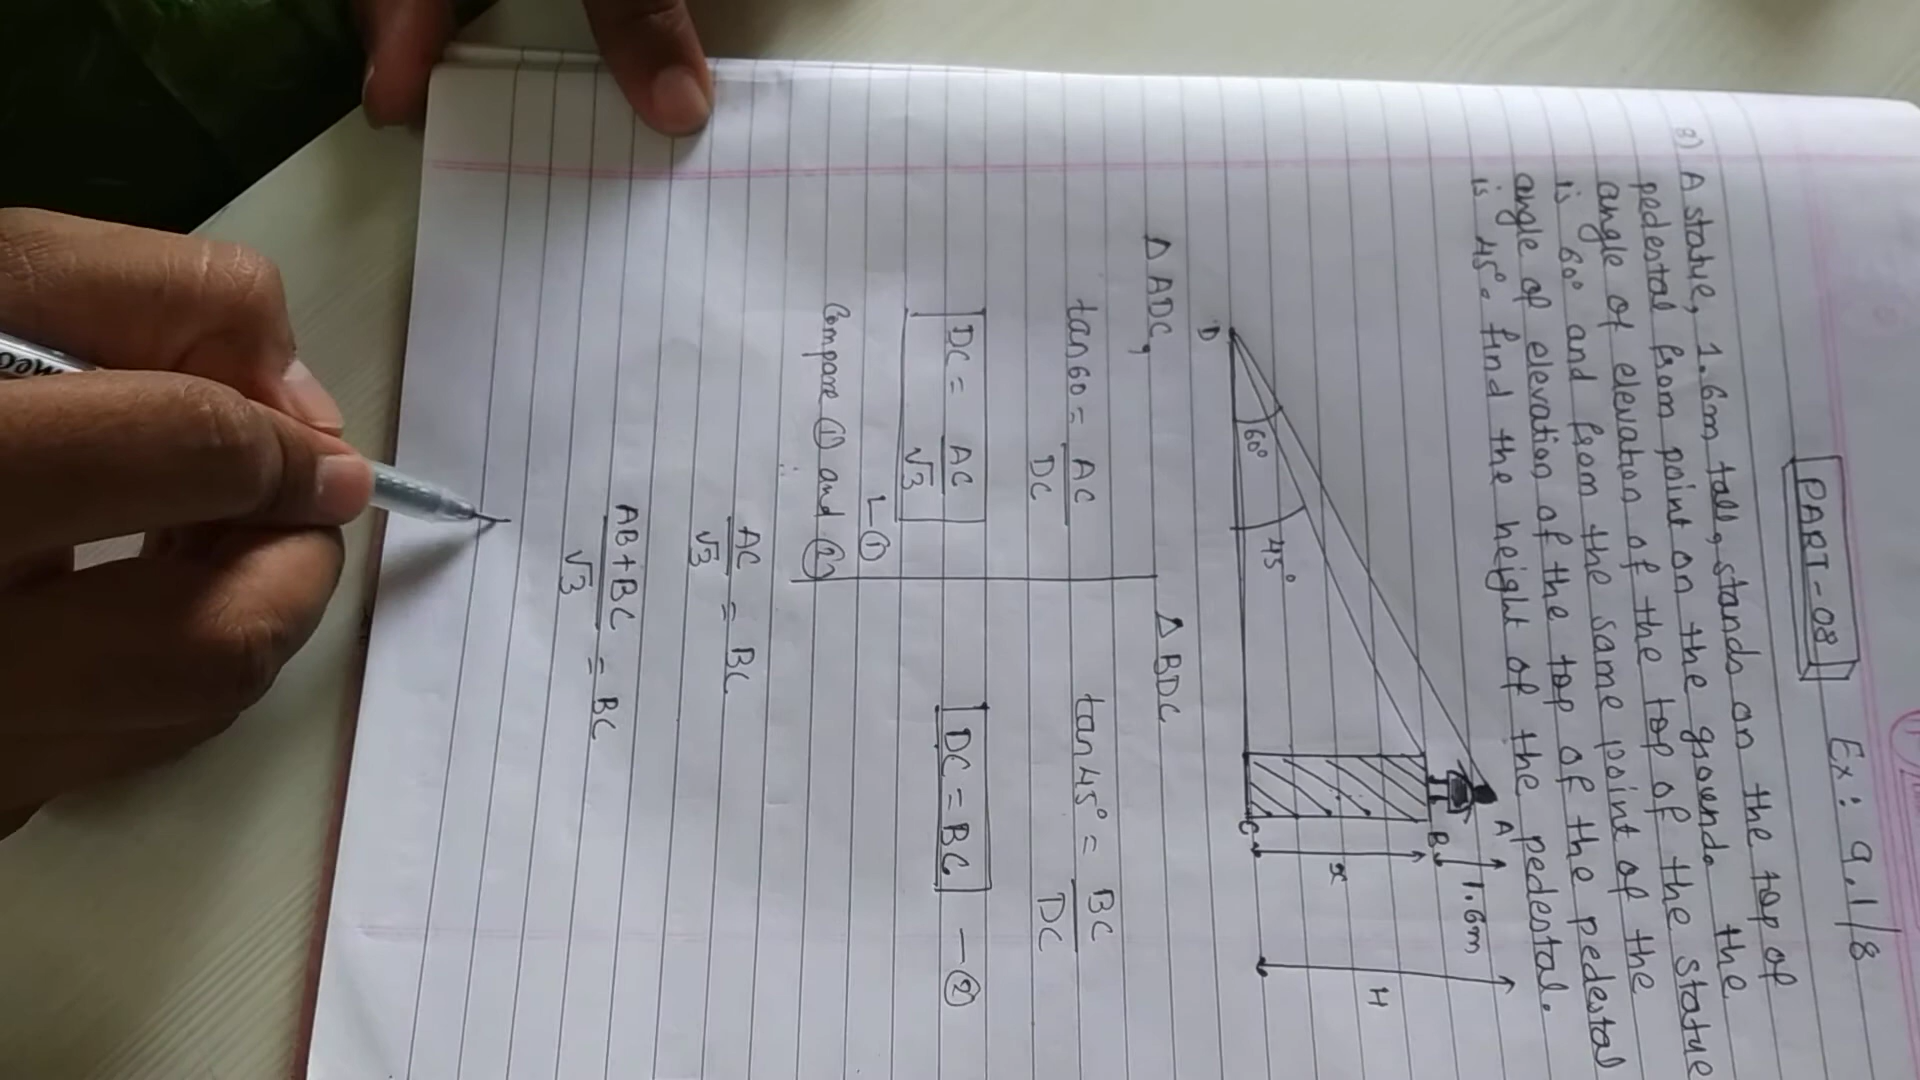 PART-08 Ex: 9.1/8
8) A statue, 1.6m tall, stands on the top of
pedestal from point on the ground. the
angle of elevation of the top of the statue
is 60° and from the same point of the
angle of elevation of the top of the pedestal
is 45°. find the height of the pedestal.
A
1.6m
B
x
H
60°
45°
D
C
Δ ADC,
tan60 = AC/DC
DC = AC/√3
①
Δ BDC
tan45° = BC/DC
DC = BC - ②
Compare ① and ②
AC/√3 = BC
AB+BC/√3 = BC